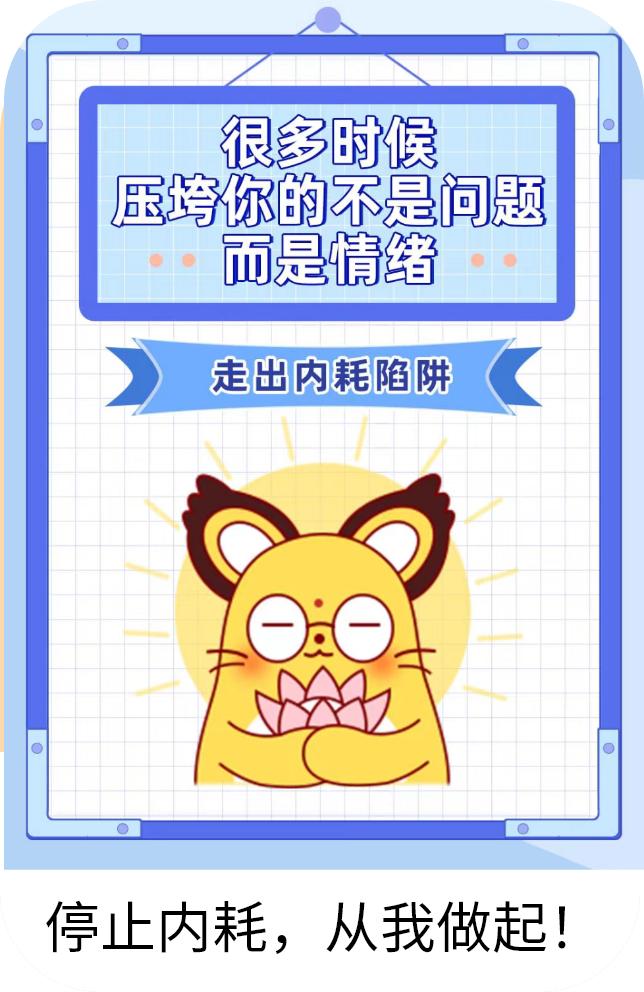 很多时候
压垮你的不是问题
而是情绪
走出内耗陷阱
停止内耗，从我做起！